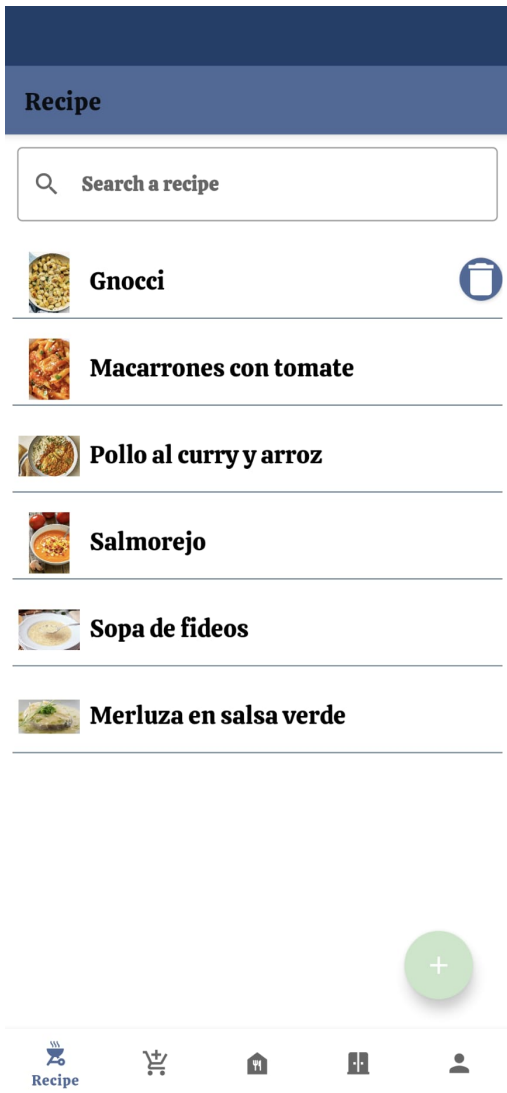 Recipe
Search a recipe
Gnocci
Macarrones con tomate
Pollo al curry y arroz
Salmorejo
Sopa de fideos
Merluza en salsa verde
Recipe